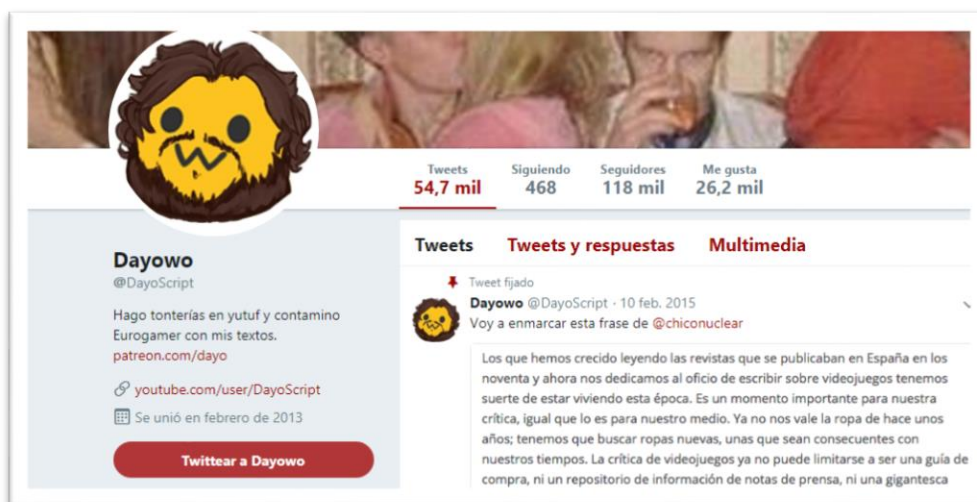 Tweets Siguiendo Seguidores Me gusta
54,7 mil 468 118 mil 26,2 mil
Dayowo
@DayoScript
Hago tonterías en yutuf y contamino
Eurogamer con mis textos.
patreon.com/dayo
youtube.com/user/DayoScript
Se unió en febrero de 2013
Twittear a Dayowo
Tweets Tweets y respuestas Multimedia
Tweet fijado
Dayowo @DayoScript · 10 feb. 2015
Voy a enmarcar esta frase de @chiconuclear
Los que hemos crecido leyendo las revistas que se publicaban en España en los
noventa y ahora nos dedicamos al oficio de escribir sobre videojuegos tenemos
suerte de estar viviendo esta época. Es un momento importante para nuestra
crítica, igual que lo es para nuestro medio. Ya no nos vale la ropa de hace unos
años; tenemos que buscar ropas nuevas, unas que sean consecuentes con
nuestros tiempos. La crítica de videojuegos ya no puede limitarse a ser una guía de
compra, ni un repositorio de información de notas de prensa, ni una gigantesca